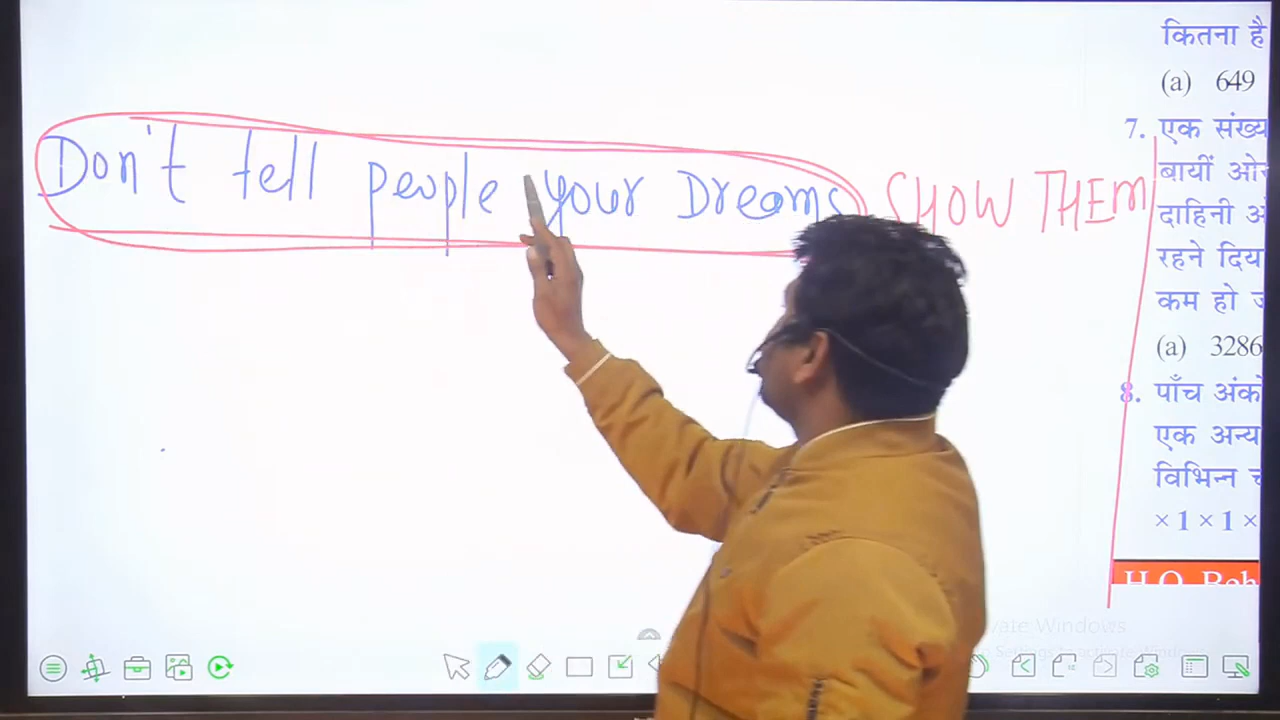 Don't tell people your Dreams SHOW THEM
कितना है
(a) 649
7. एक
बायीं
दाहिनी
रहने
कम हो
(a) 3286
8. पाँच
एक अन्य
विभिन्न
×1×1×
H.O.
Windows